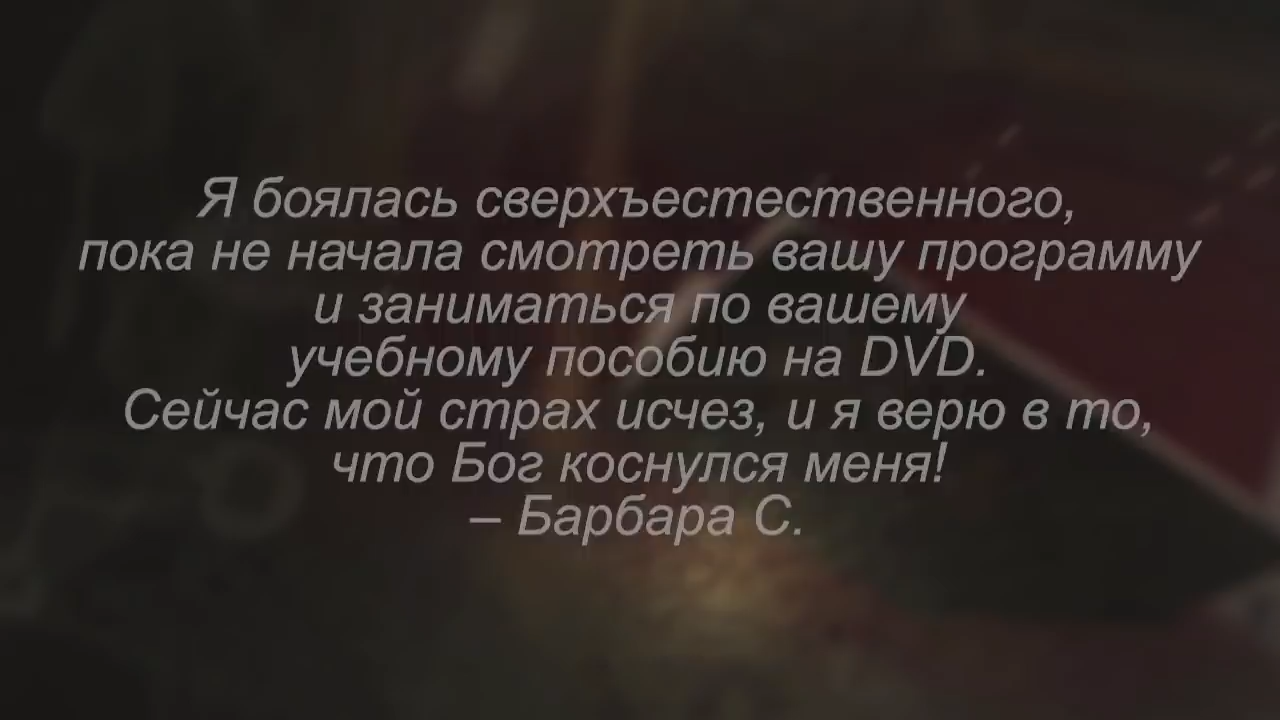 Я боялась сверхъестественного,
пока не начала смотреть вашу программу
и заниматься по вашему
учебному пособию на DVD.
Сейчас мой страх исчез, и я верю в то,
что Бог коснулся меня!
– Барбара С.